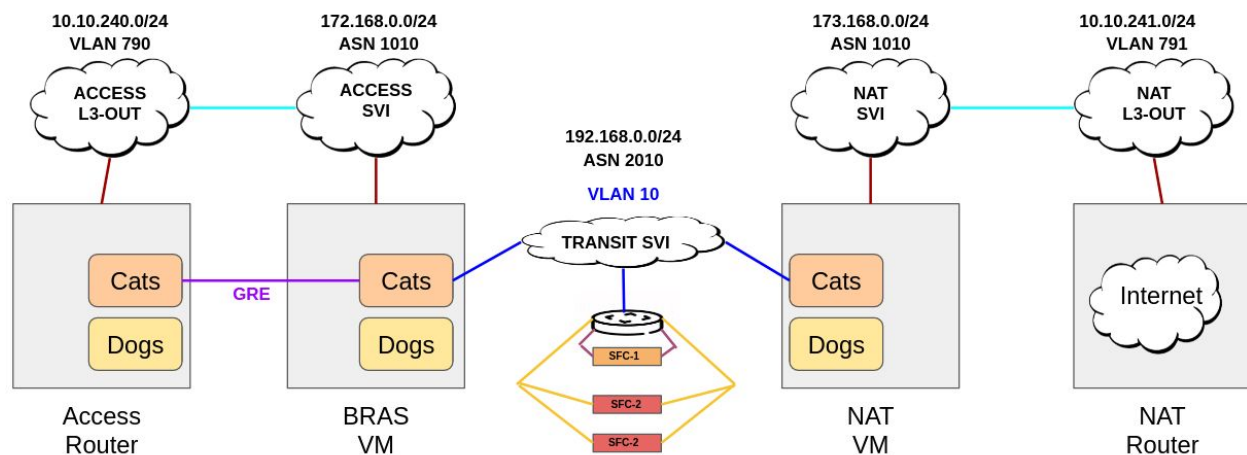 10.10.240.0/24
VLAN 790
172.168.0.0/24
ASN 1010
173.168.0.0/24
ASN 1010
10.10.241.0/24
VLAN 791
ACCESS
L3-OUT
ACCESS
SVI
NAT
SVI
NAT
L3-OUT
192.168.0.0/24
ASN 2010
VLAN 10
TRANSIT SVI
Cats
GRE
Cats
Cats
Internet
Dogs
Dogs
Dogs
SFC-1
SFC-2
SFC-2
Access
Router
BRAS
VM
NAT
VM
NAT
Router